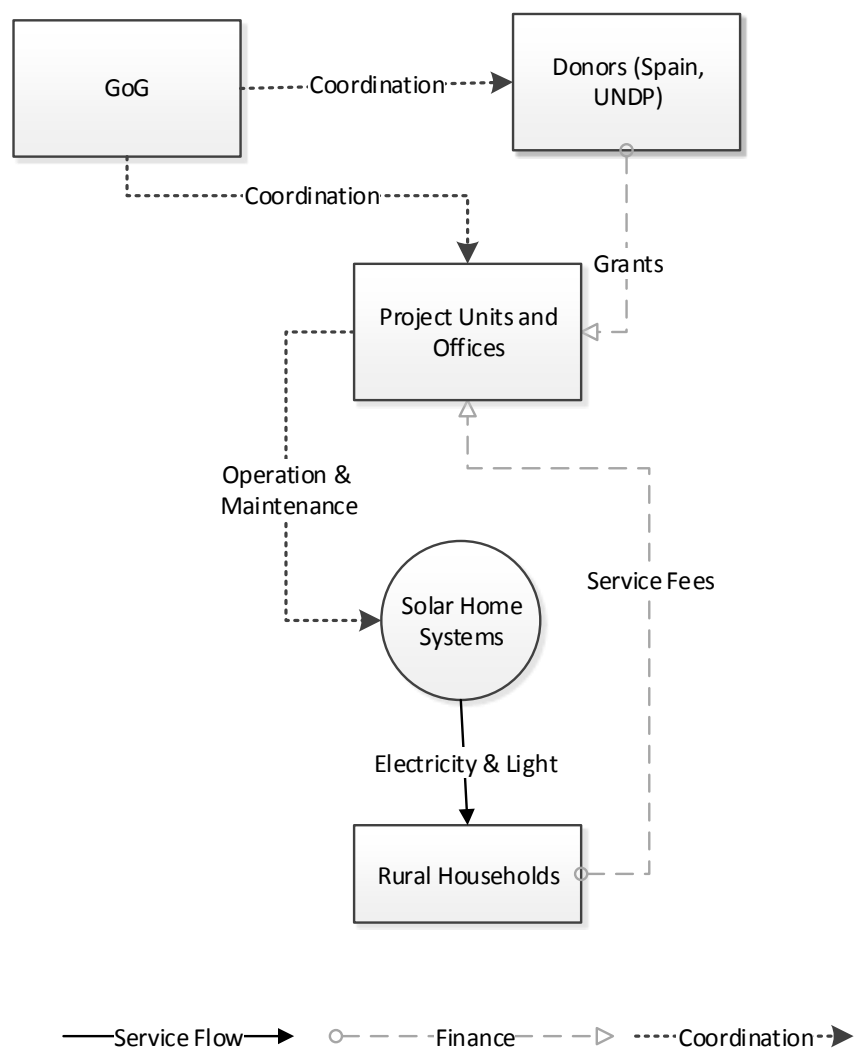 GoG
Coordination
Donors (Spain,
UNDP)
Coordination
Grants
Project Units and
Offices
Operation &
Maintenance
Service Fees
Solar Home
Systems
Electricity & Light
Rural Households
Service Flow
Finance
Coordination